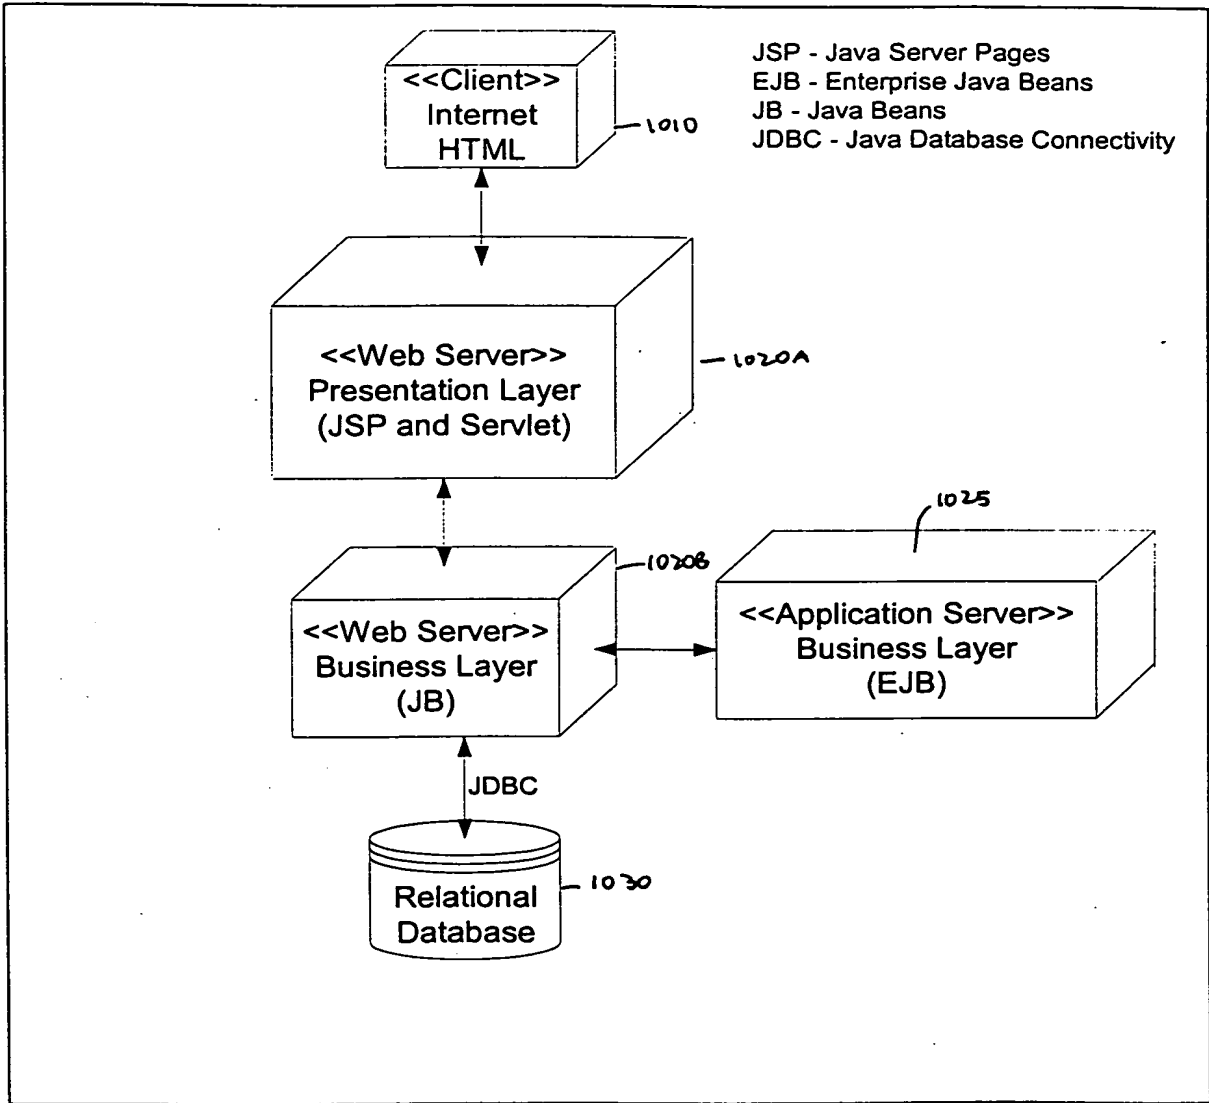 JSP - Java Server Pages
EJB - Enterprise Java Beans
JB - Java Beans
JDBC - Java Database Connectivity
<<Client>>
Internet
HTML
1010
<<Web Server>>
Presentation Layer
(JSP and Servlet)
1020A
1025
1020B
<<Web Server>>
Business Layer
(JB)
<<Application Server>>
Business Layer
(EJB)
JDBC
Relational
Database
1030